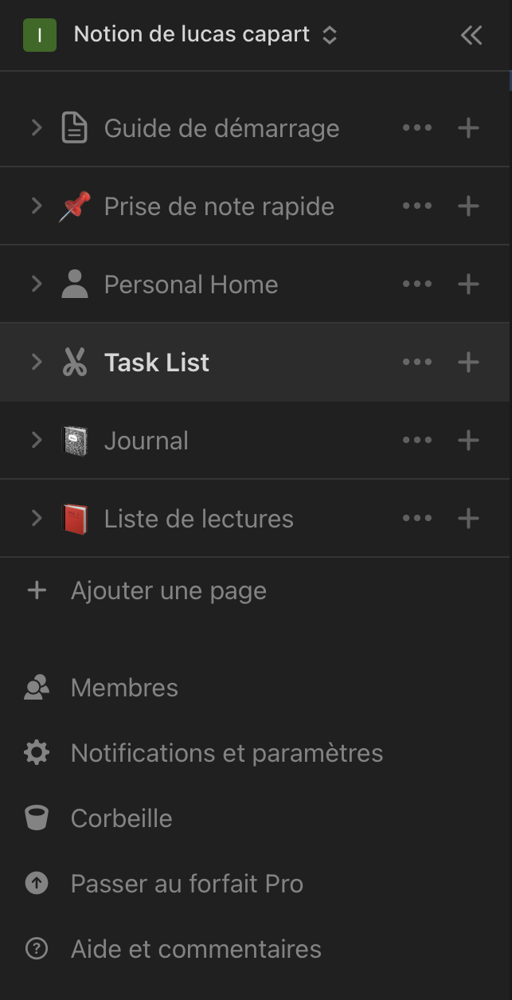 l
Notion de lucas capart
Guide de démarrage
Prise de note rapide
Personal Home
Task List
Journal
Liste de lectures
Ajouter une page
Membres
Notifications et paramètres
Corbeille
Passer au forfait Pro
Aide et commentaires